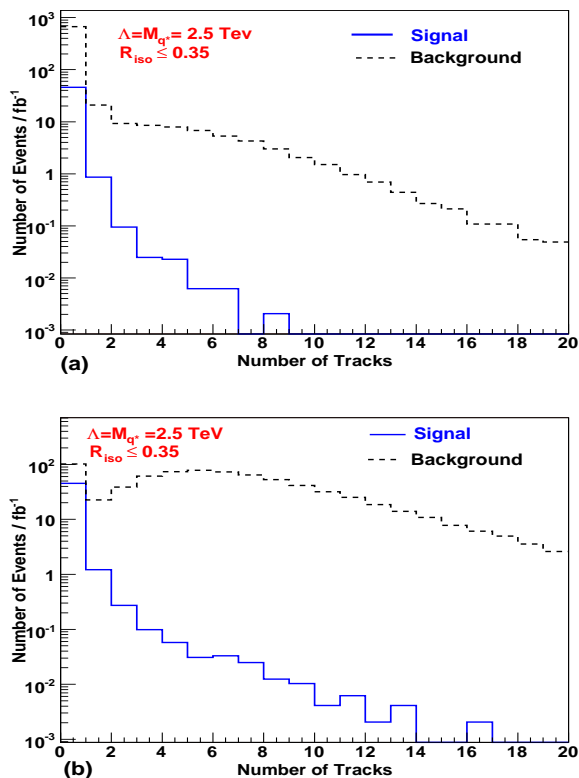 Number of Events / fb⁻¹
10³
10²
10
1
10⁻¹
10⁻²
10⁻³
Λ=M_q*= 2.5 Tev
R_iso ≤ 0.35
Signal
Background
0 2 4 6 8 10 12 14 16 18 20
(a)
Number of Tracks
Number of Events / fb⁻¹
10²
10
1
10⁻¹
10⁻²
10⁻³
Λ=M_q* =2.5 TeV
R_iso ≤ 0.35
Signal
Background
0 2 4 6 8 10 12 14 16 18 20
(b)
Number of Tracks